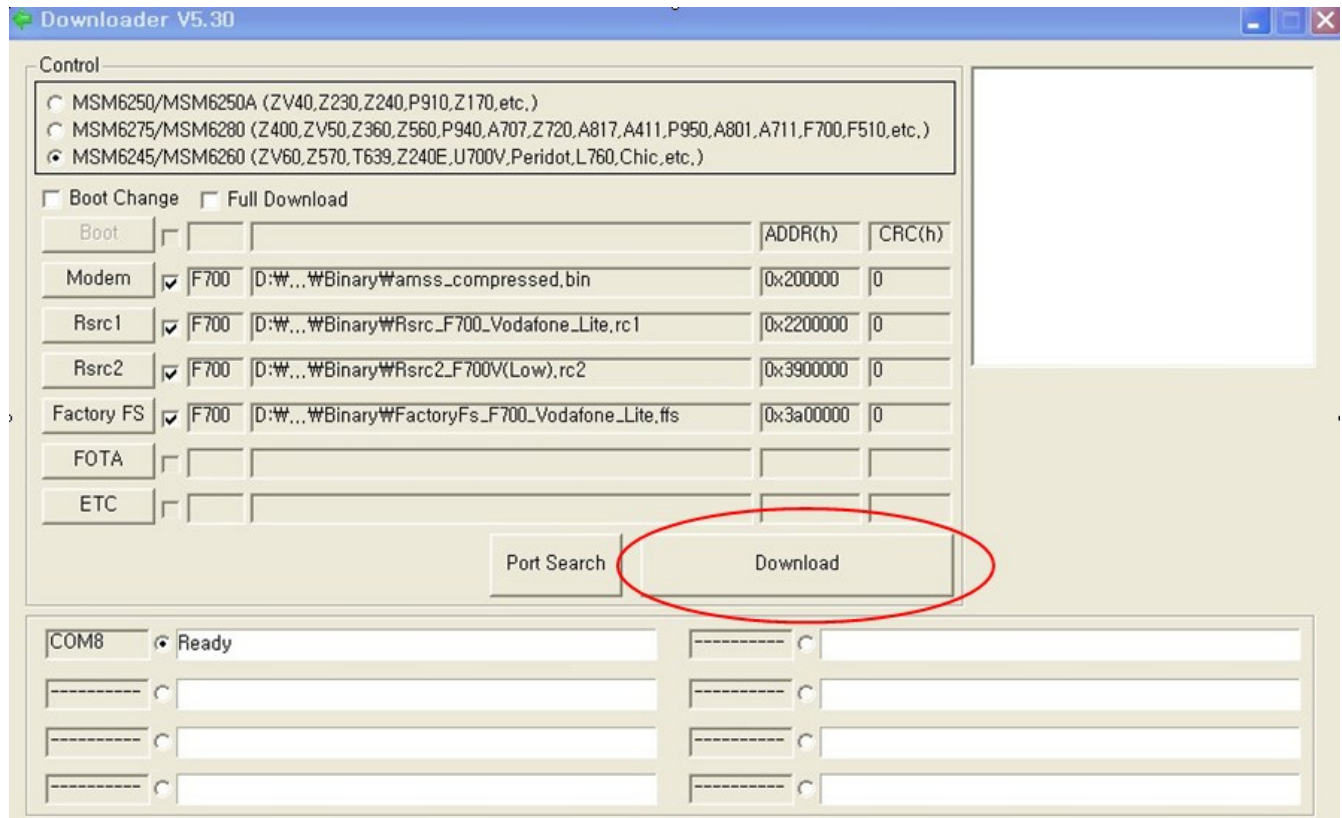 Downloader V5.30
Control
MSM6250/MSM6250A (ZV40,Z230,Z240,P910,Z170,etc,)
MSM6275/MSM6280 (Z400,ZV50,Z360,Z560,P940,A707,Z720,A817,A411,P950,A801,A711,F700,F510,etc,)
MSM6245/MSM6260 (ZV60,Z570,T639,Z240E,U700V,Peridot,L760,Chic,etc,)
Boot Change Full Download
Boot ADDR(h) CRC(h)
Modem F700 D:₩...₩Binary₩amss_compressed,bin 0x200000 0
Rsrc1 F700 D:₩...₩Binary₩Rsrc_F700_Vodafone_Lite,rc1 0x2200000 0
Rsrc2 F700 D:₩...₩Binary₩Rsrc2_F700V(Low),rc2 0x3900000 0
Factory FS F700 D:₩...₩Binary₩FactoryFs_F700_Vodafone_Lite,ffs 0x3a00000 0
FOTA
ETC
Port Search Download
COM8 Ready ----------
---------- ----------
---------- ----------
---------- ----------